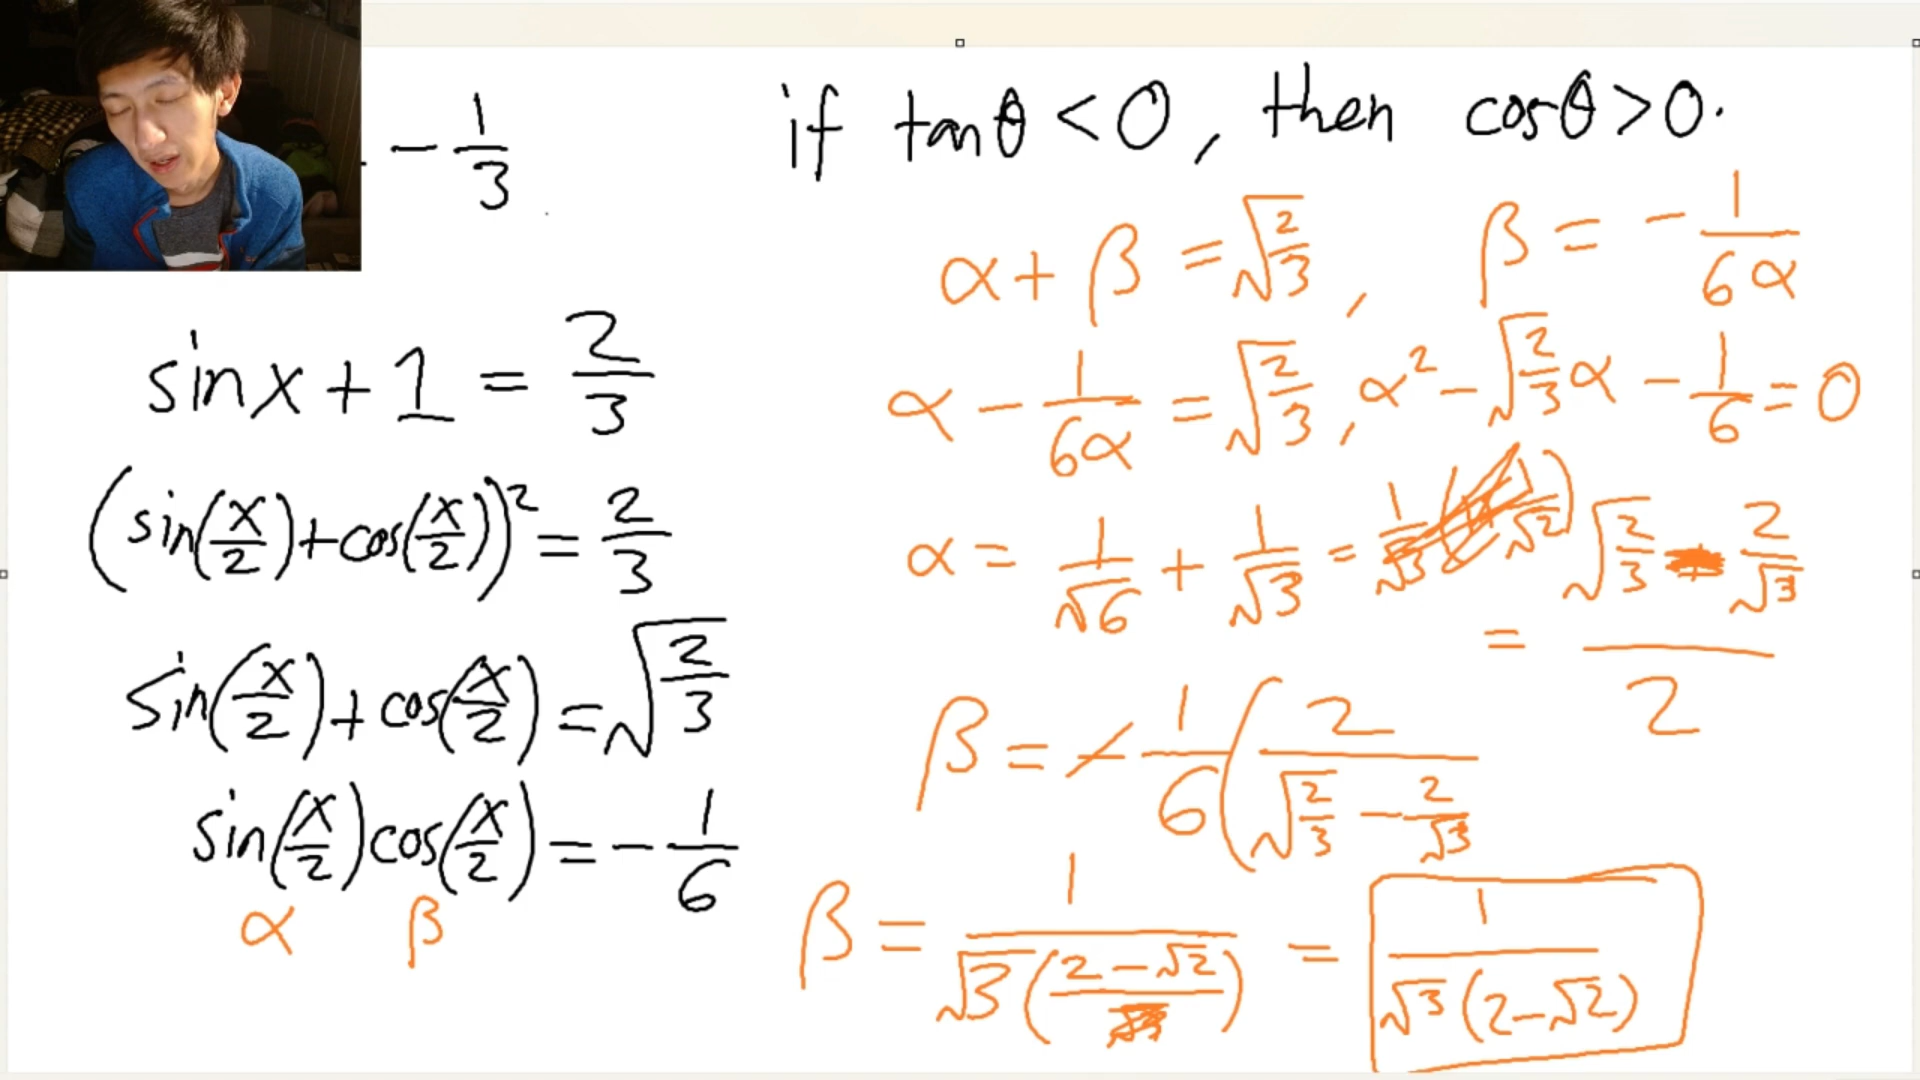 - 1/3
if tanθ < 0, then cosθ > 0.
sinx + 1 = 2/3
(sin(x/2) + cos(x/2))² = 2/3
sin(x/2) + cos(x/2) = √(2/3)
sin(x/2) cos(x/2) = - 1/6
α β
α + β = √(2/3), β = - 1/(6α)
α - 1/(6α) = √(2/3), α² - √(2/3)α - 1/6 = 0
α = 1/√6 + 1/√3 =
= (√(2/3) - 2/√3)/2
β = - 1/6 (2/(√(2/3) - 2/√3)
β = 1/(√3(2-√2)) = 1/(√3(2-√2))